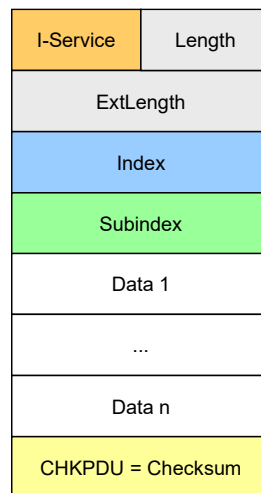 I-Service Length
ExtLength
Index
Subindex
Data 1
...
Data n
CHKPDU = Checksum